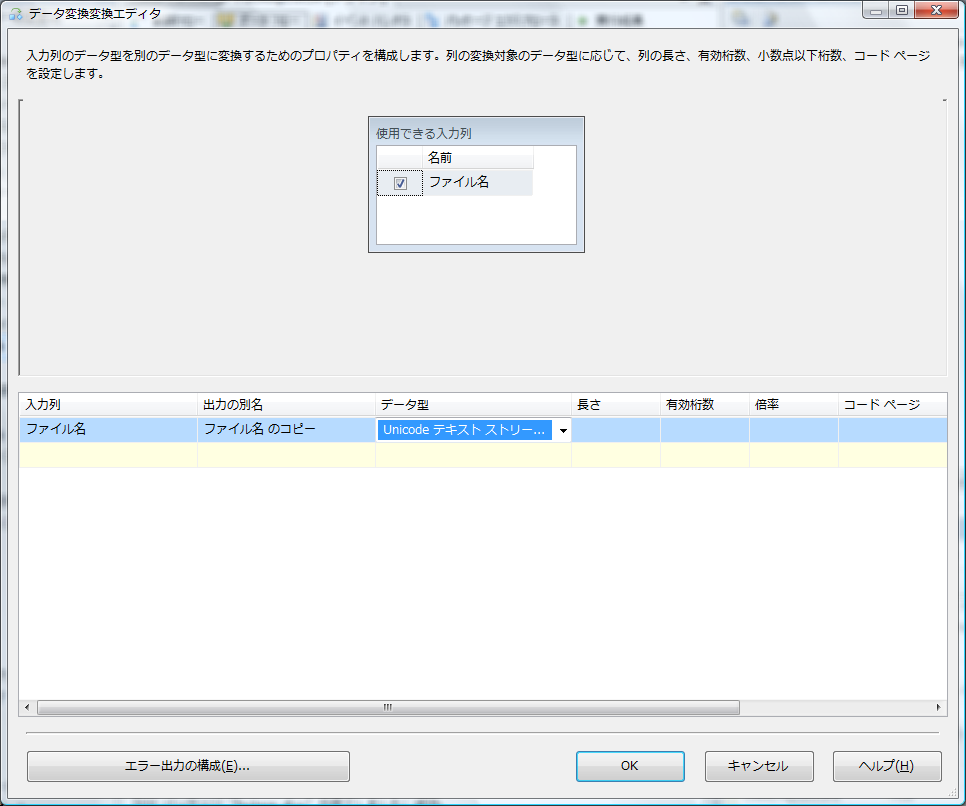 データ変換変換エディタ
入力列のデータ型を別のデータ型に変換するためのプロパティを構成します。列の変換対象のデータ型に応じて、列の長さ、有効桁数、小数点以下桁数、コード ページ
を設定します。
使用できる入力列
名前
ファイル名
入力列 出力の別名 データ型 長さ 有効桁数 倍率 コード ページ
ファイル名 ファイル名 のコピー Unicode テキスト ストリー...
エラー出力の構成(E)... OK キャンセル ヘルプ(H)